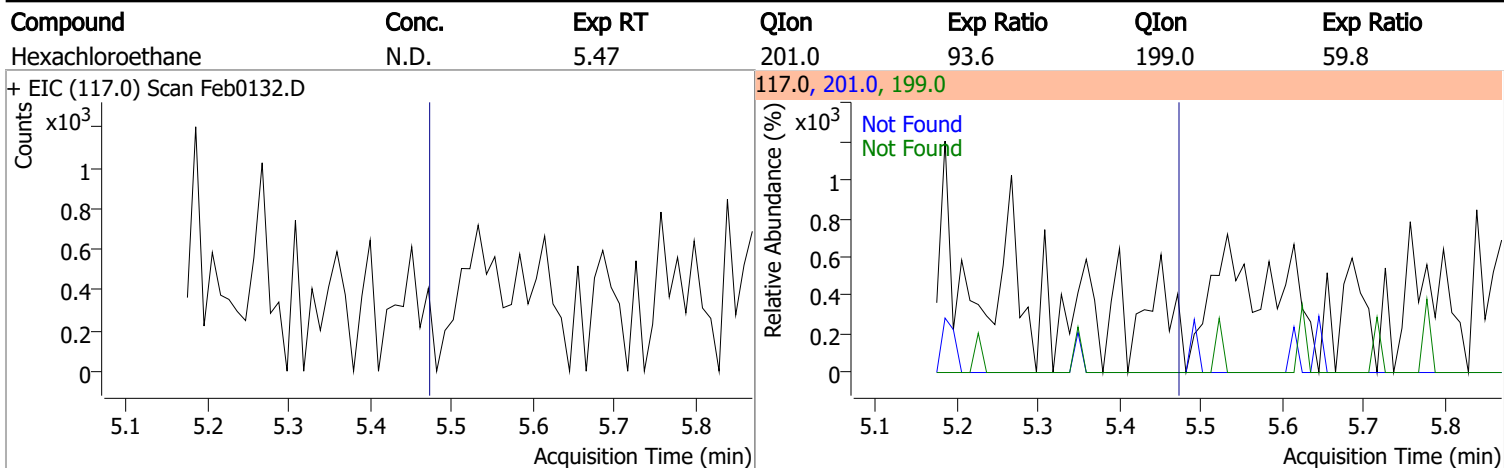 Compound Conc. Exp RT QIon Exp Ratio QIon Exp Ratio
Hexachloroethane N.D. 5.47 201.0 93.6 199.0 59.8
+ EIC (117.0) Scan Feb0132.D
Counts
x10³
1
0.8
0.6
0.4
0.2
0
5.1 5.2 5.3 5.4 5.5 5.6 5.7 5.8
Acquisition Time (min)
117.0, 201.0, 199.0
Relative Abundance (%)
x10³
Not Found
Not Found
1
0.8
0.6
0.4
0.2
0
5.1 5.2 5.3 5.4 5.5 5.6 5.7 5.8
Acquisition Time (min)